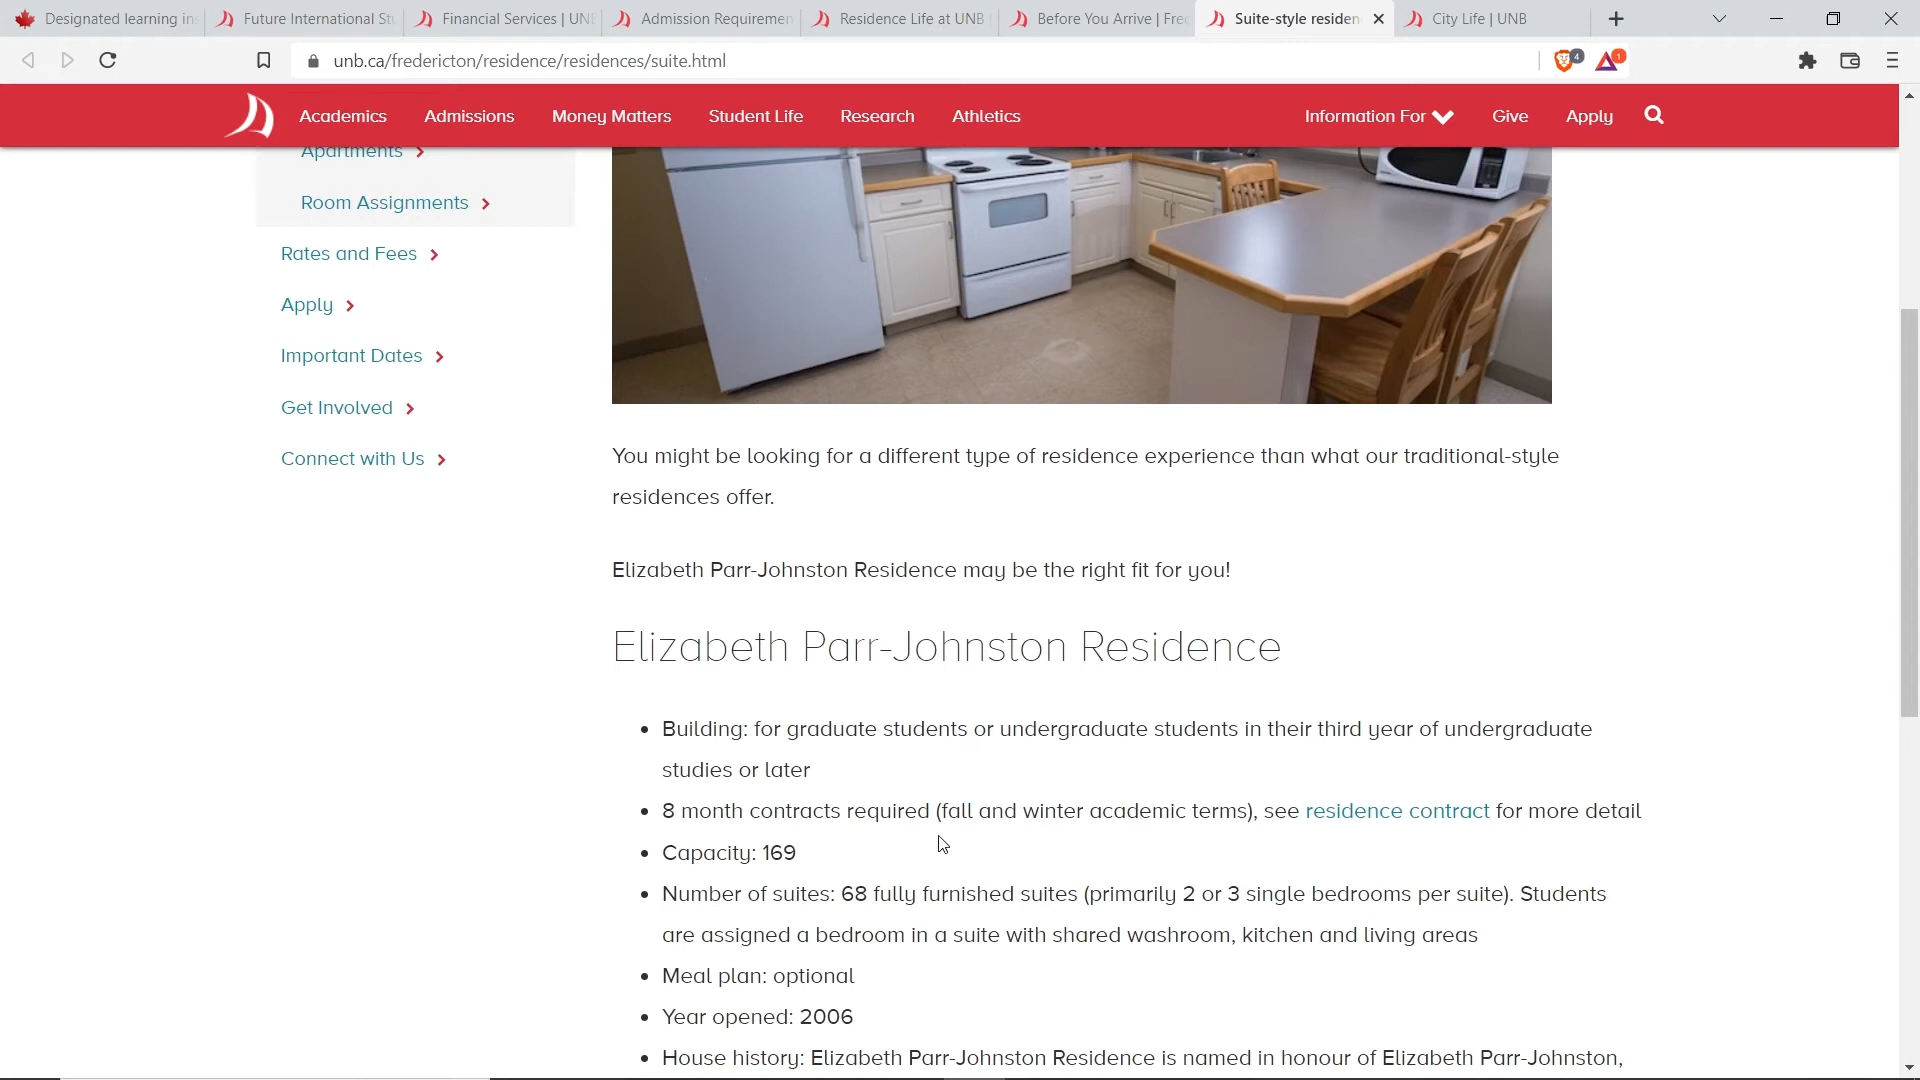 Designated learning in
Future International Stu
Financial Services | UNB
Admission Requiremen
Residence Life at UNB |
Before You Arrive | Frec
Suite-style residen
City Life | UNB
unb.ca/fredericton/residence/residences/suite.html
4
1
Academics
Admissions
Money Matters
Student Life
Research
Athletics
Information For
Give
Apply
Apartments
Room Assignments
Rates and Fees
Apply
Important Dates
Get Involved
Connect with Us
You might be looking for a different type of residence experience than what our traditional-style
residences offer.
Elizabeth Parr-Johnston Residence may be the right fit for you!
Elizabeth Parr-Johnston Residence
• Building: for graduate students or undergraduate students in their third year of undergraduate
studies or later
• 8 month contracts required (fall and winter academic terms), see residence contract for more detail
• Capacity: 169
• Number of suites: 68 fully furnished suites (primarily 2 or 3 single bedrooms per suite). Students
are assigned a bedroom in a suite with shared washroom, kitchen and living areas
• Meal plan: optional
• Year opened: 2006
• House history: Elizabeth Parr-Johnston Residence is named in honour of Elizabeth Parr-Johnston,